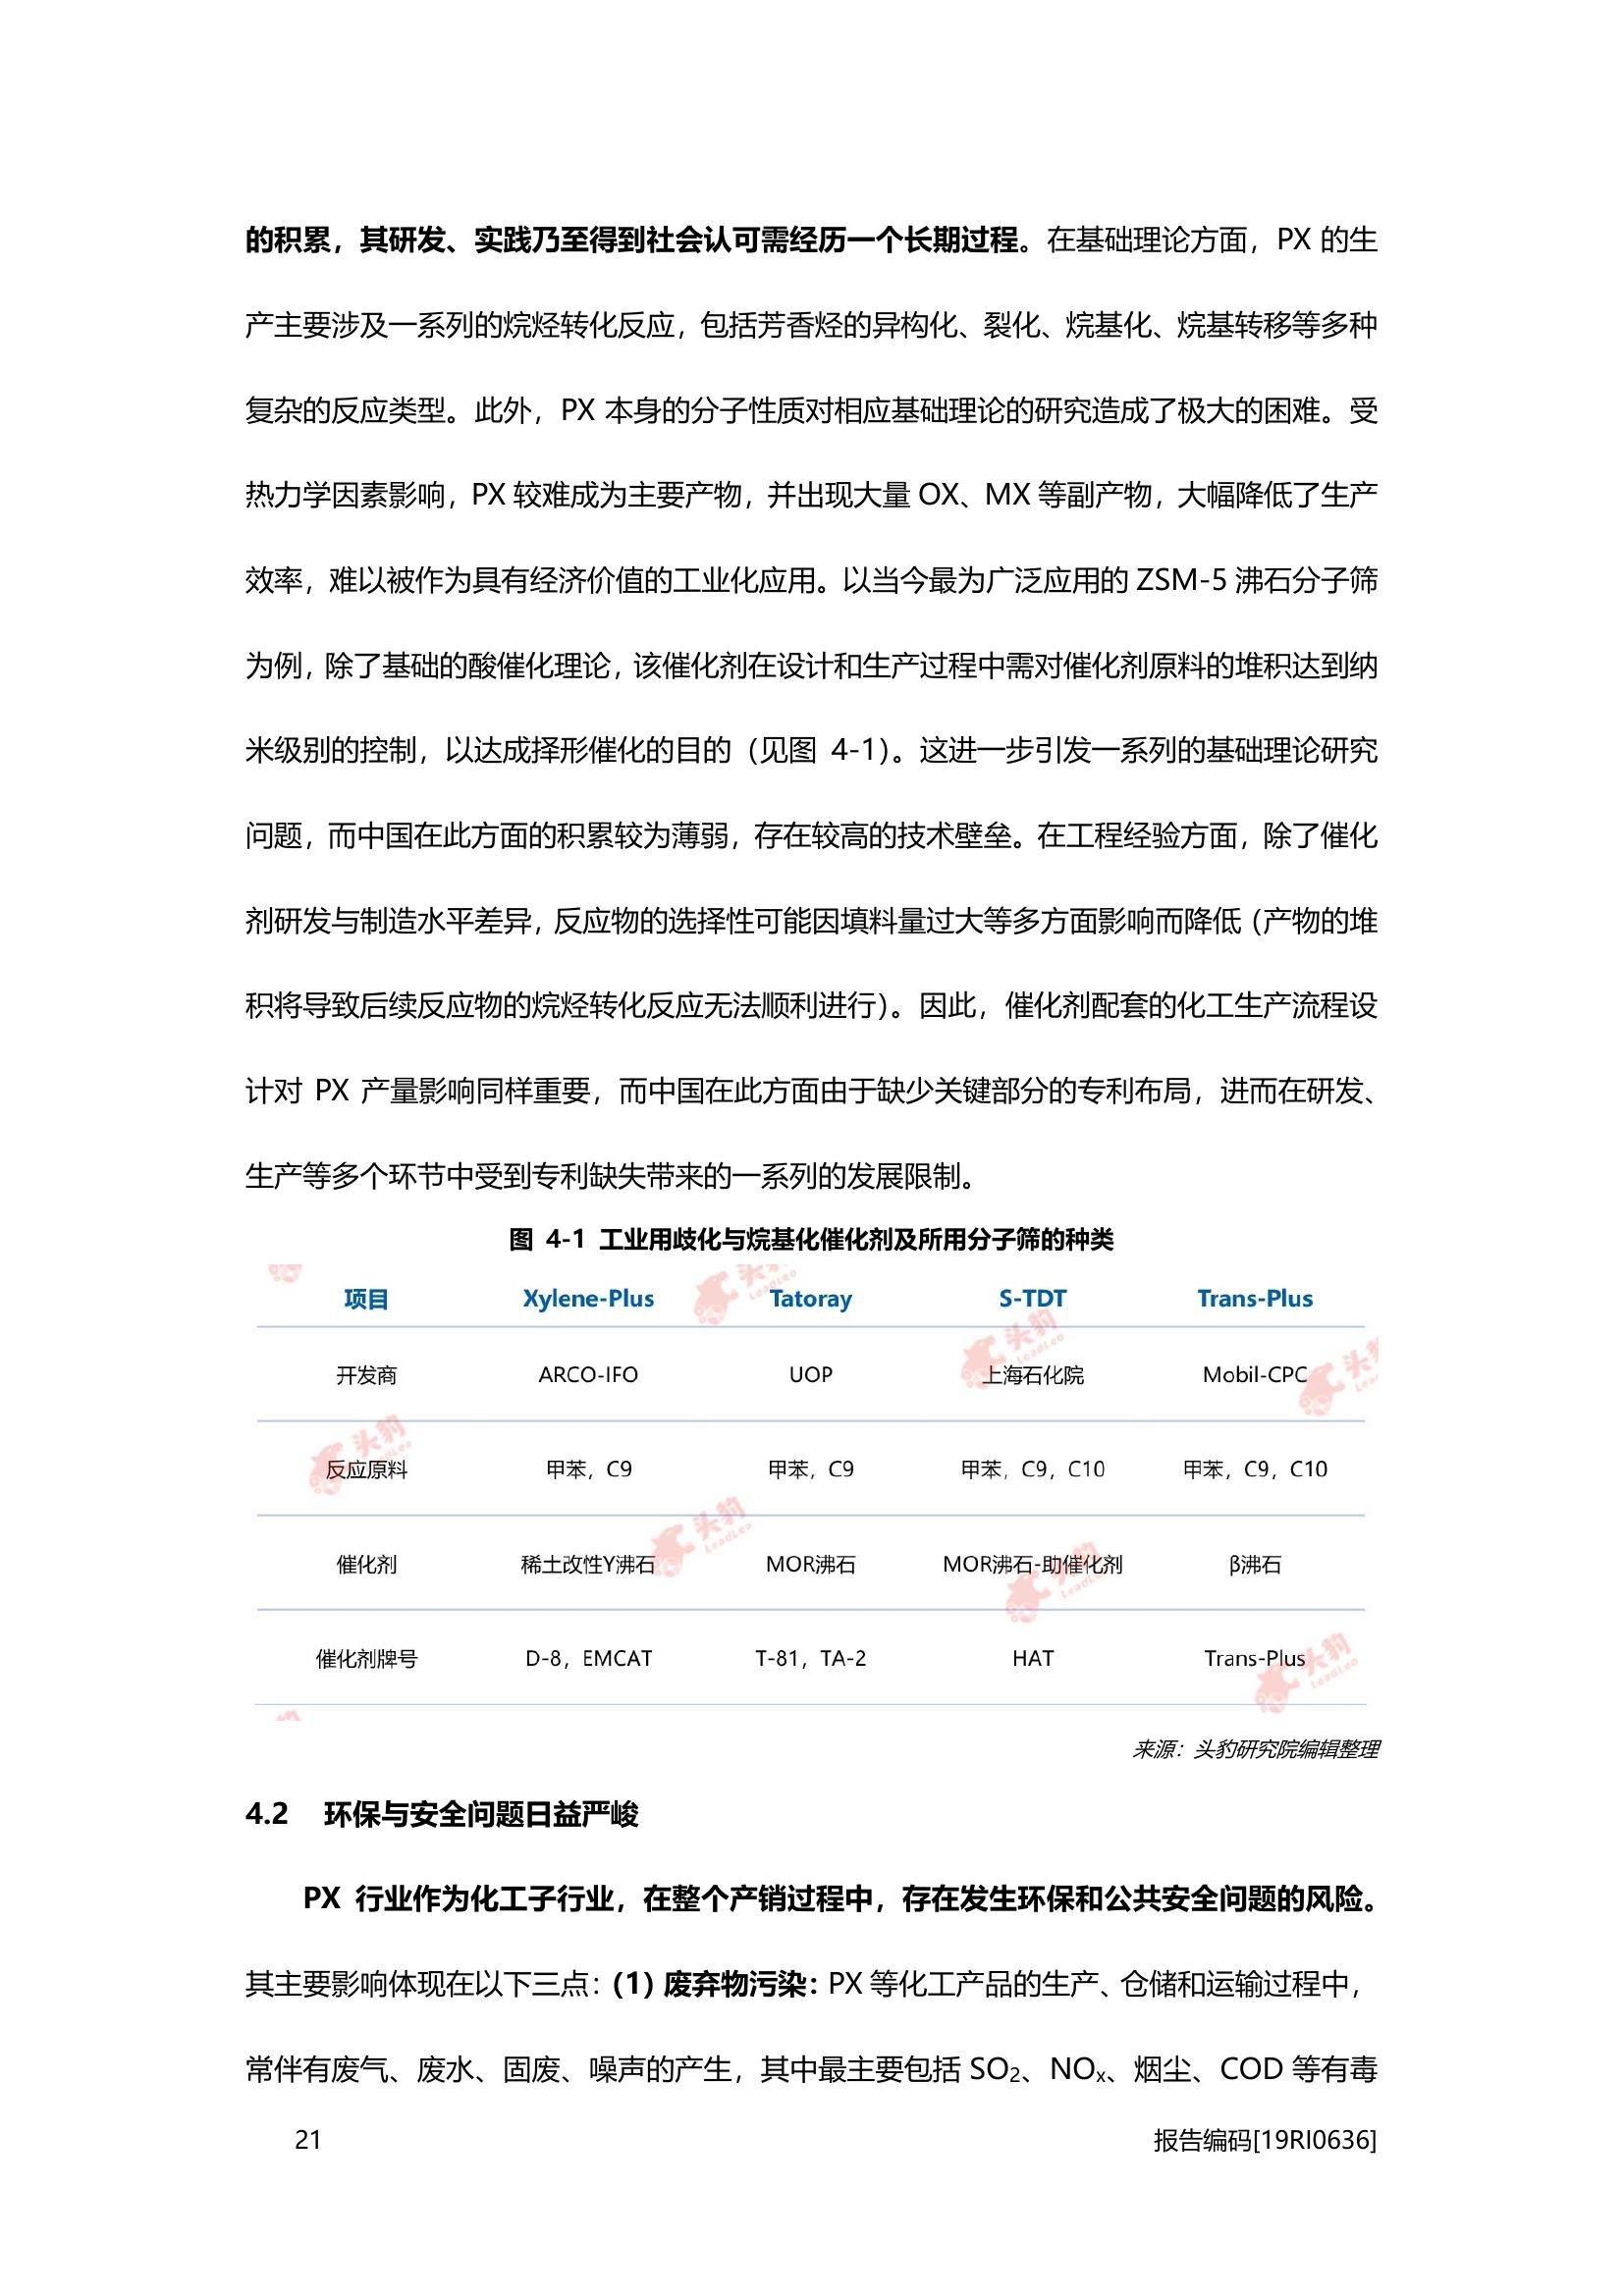 的积累，其研发、实践乃至得到社会认可需经历一个长期过程。在基础理论方面，PX 的生
产主要涉及一系列的烷烃转化反应，包括芳香烃的异构化、裂化、烷基化、烷基转移等多种
复杂的反应类型。此外，PX 本身的分子性质对相应基础理论的研究造成了极大的困难。受
热力学因素影响，PX 较难成为主要产物，并出现大量 OX、MX 等副产物，大幅降低了生产
效率，难以被作为具有经济价值的工业化应用。以当今最为广泛应用的 ZSM-5 沸石分子筛
为例，除了基础的酸催化理论，该催化剂在设计和生产过程中需对催化剂原料的堆积达到纳
米级别的控制，以达成择形催化的目的（见图 4-1）。这进一步引发一系列的基础理论研究
问题，而中国在此方面的积累较为薄弱，存在较高的技术壁垒。在工程经验方面，除了催化
剂研发与制造水平差异，反应物的选择性可能因填料量过大等多方面影响而降低（产物的堆
积将导致后续反应物的烷烃转化反应无法顺利进行）。因此，催化剂配套的化工生产流程设
计对 PX 产量影响同样重要，而中国在此方面由于缺少关键部分的专利布局，进而在研发、
生产等多个环节中受到专利缺失带来的一系列的发展限制。
图 4-1 工业用歧化与烷基化催化剂及所用分子筛的种类
项目 Xylene-Plus Tatoray S-TDT Trans-Plus
开发商 ARCO-IFO UOP 上海石化院 Mobil-CPC
反应原料 甲苯，C9 甲苯，C9 甲苯，C9，C10 甲苯，C9，C10
催化剂 稀土改性Y沸石 MOR沸石 MOR沸石-助催化剂 β沸石
催化剂牌号 D-8，EMCAT T-81，TA-2 HAT Trans-Plus
来源：头豹研究院编辑整理
4.2 环保与安全问题日益严峻
PX 行业作为化工子行业，在整个产销过程中，存在发生环保和公共安全问题的风险。
其主要影响体现在以下三点：（1）废弃物污染：PX 等化工产品的生产、仓储和运输过程中，
常伴有废气、废水、固废、噪声的产生，其中最主要包括 SO₂、NOₓ、烟尘、COD 等有毒
21 报告编码[19RI0636]